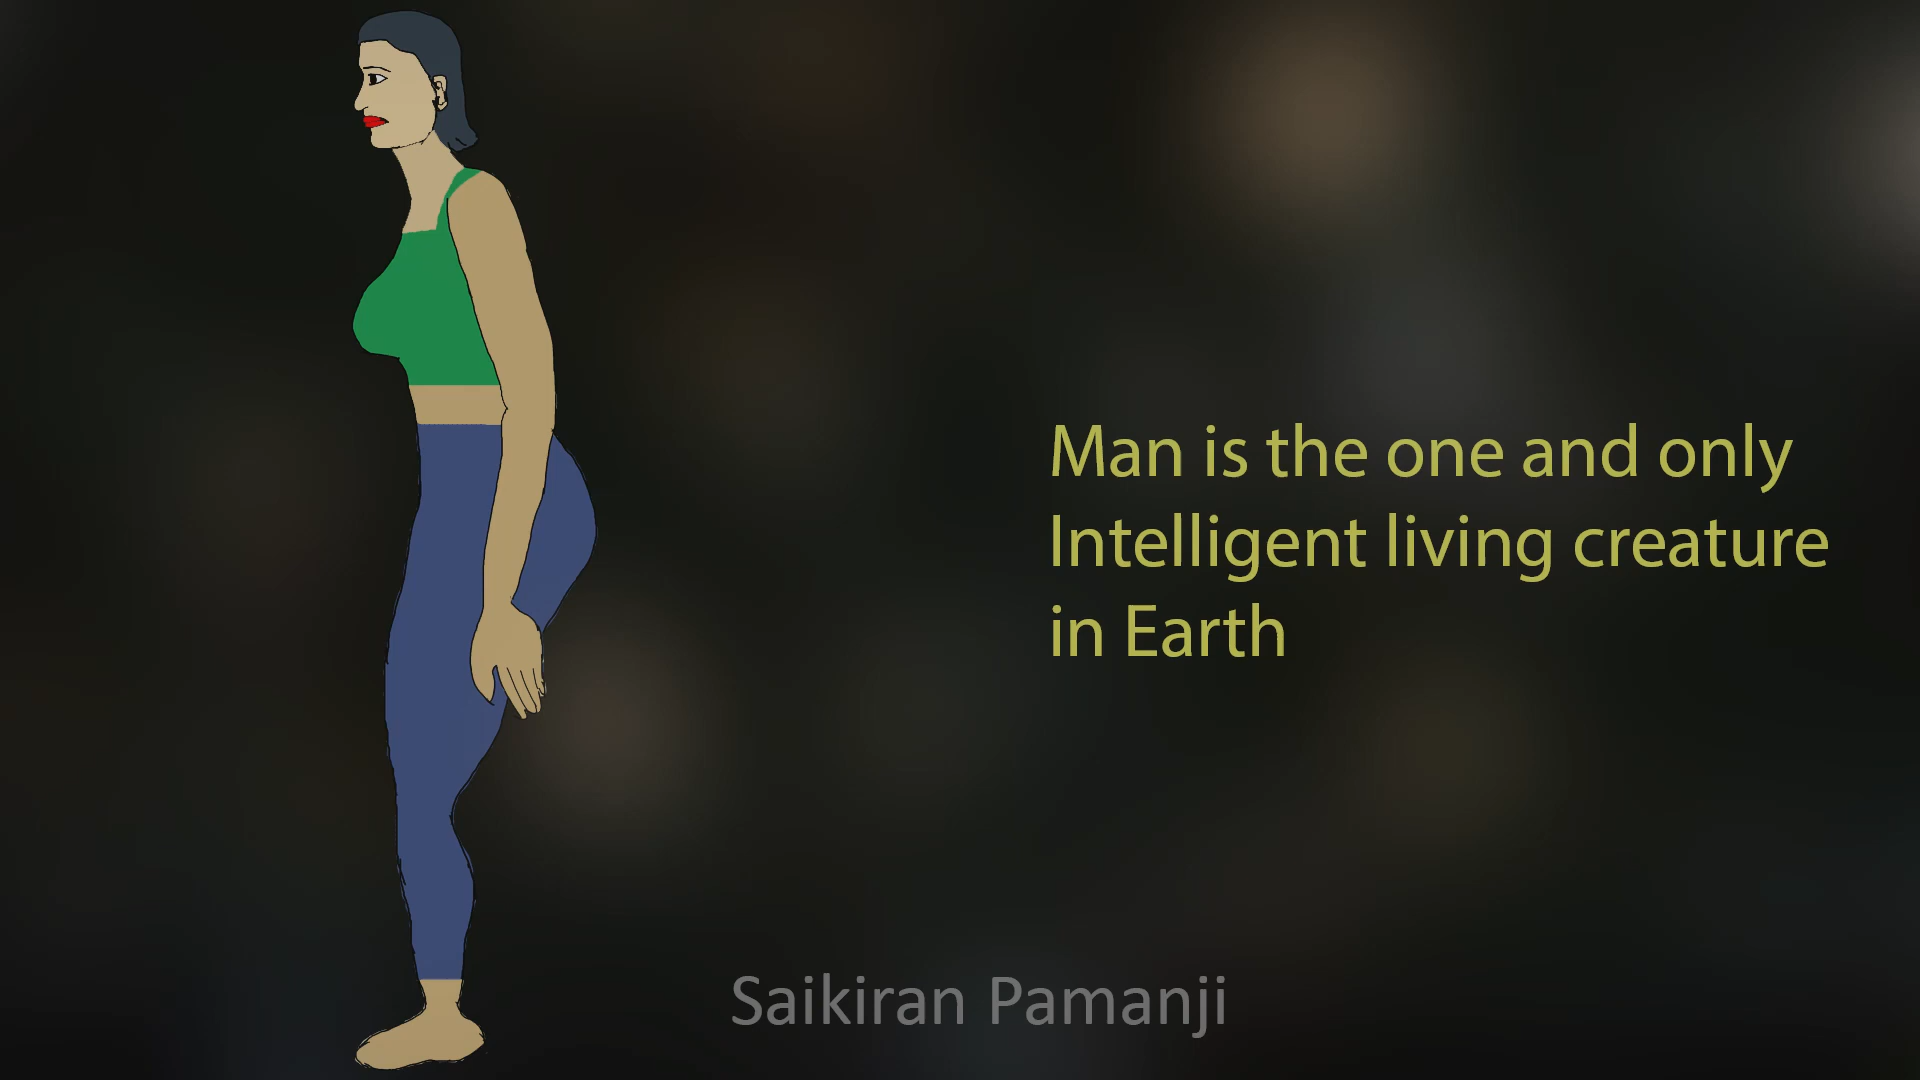 Man is the one and only
Intelligent living creature
in Earth
Saikiran Pamanji